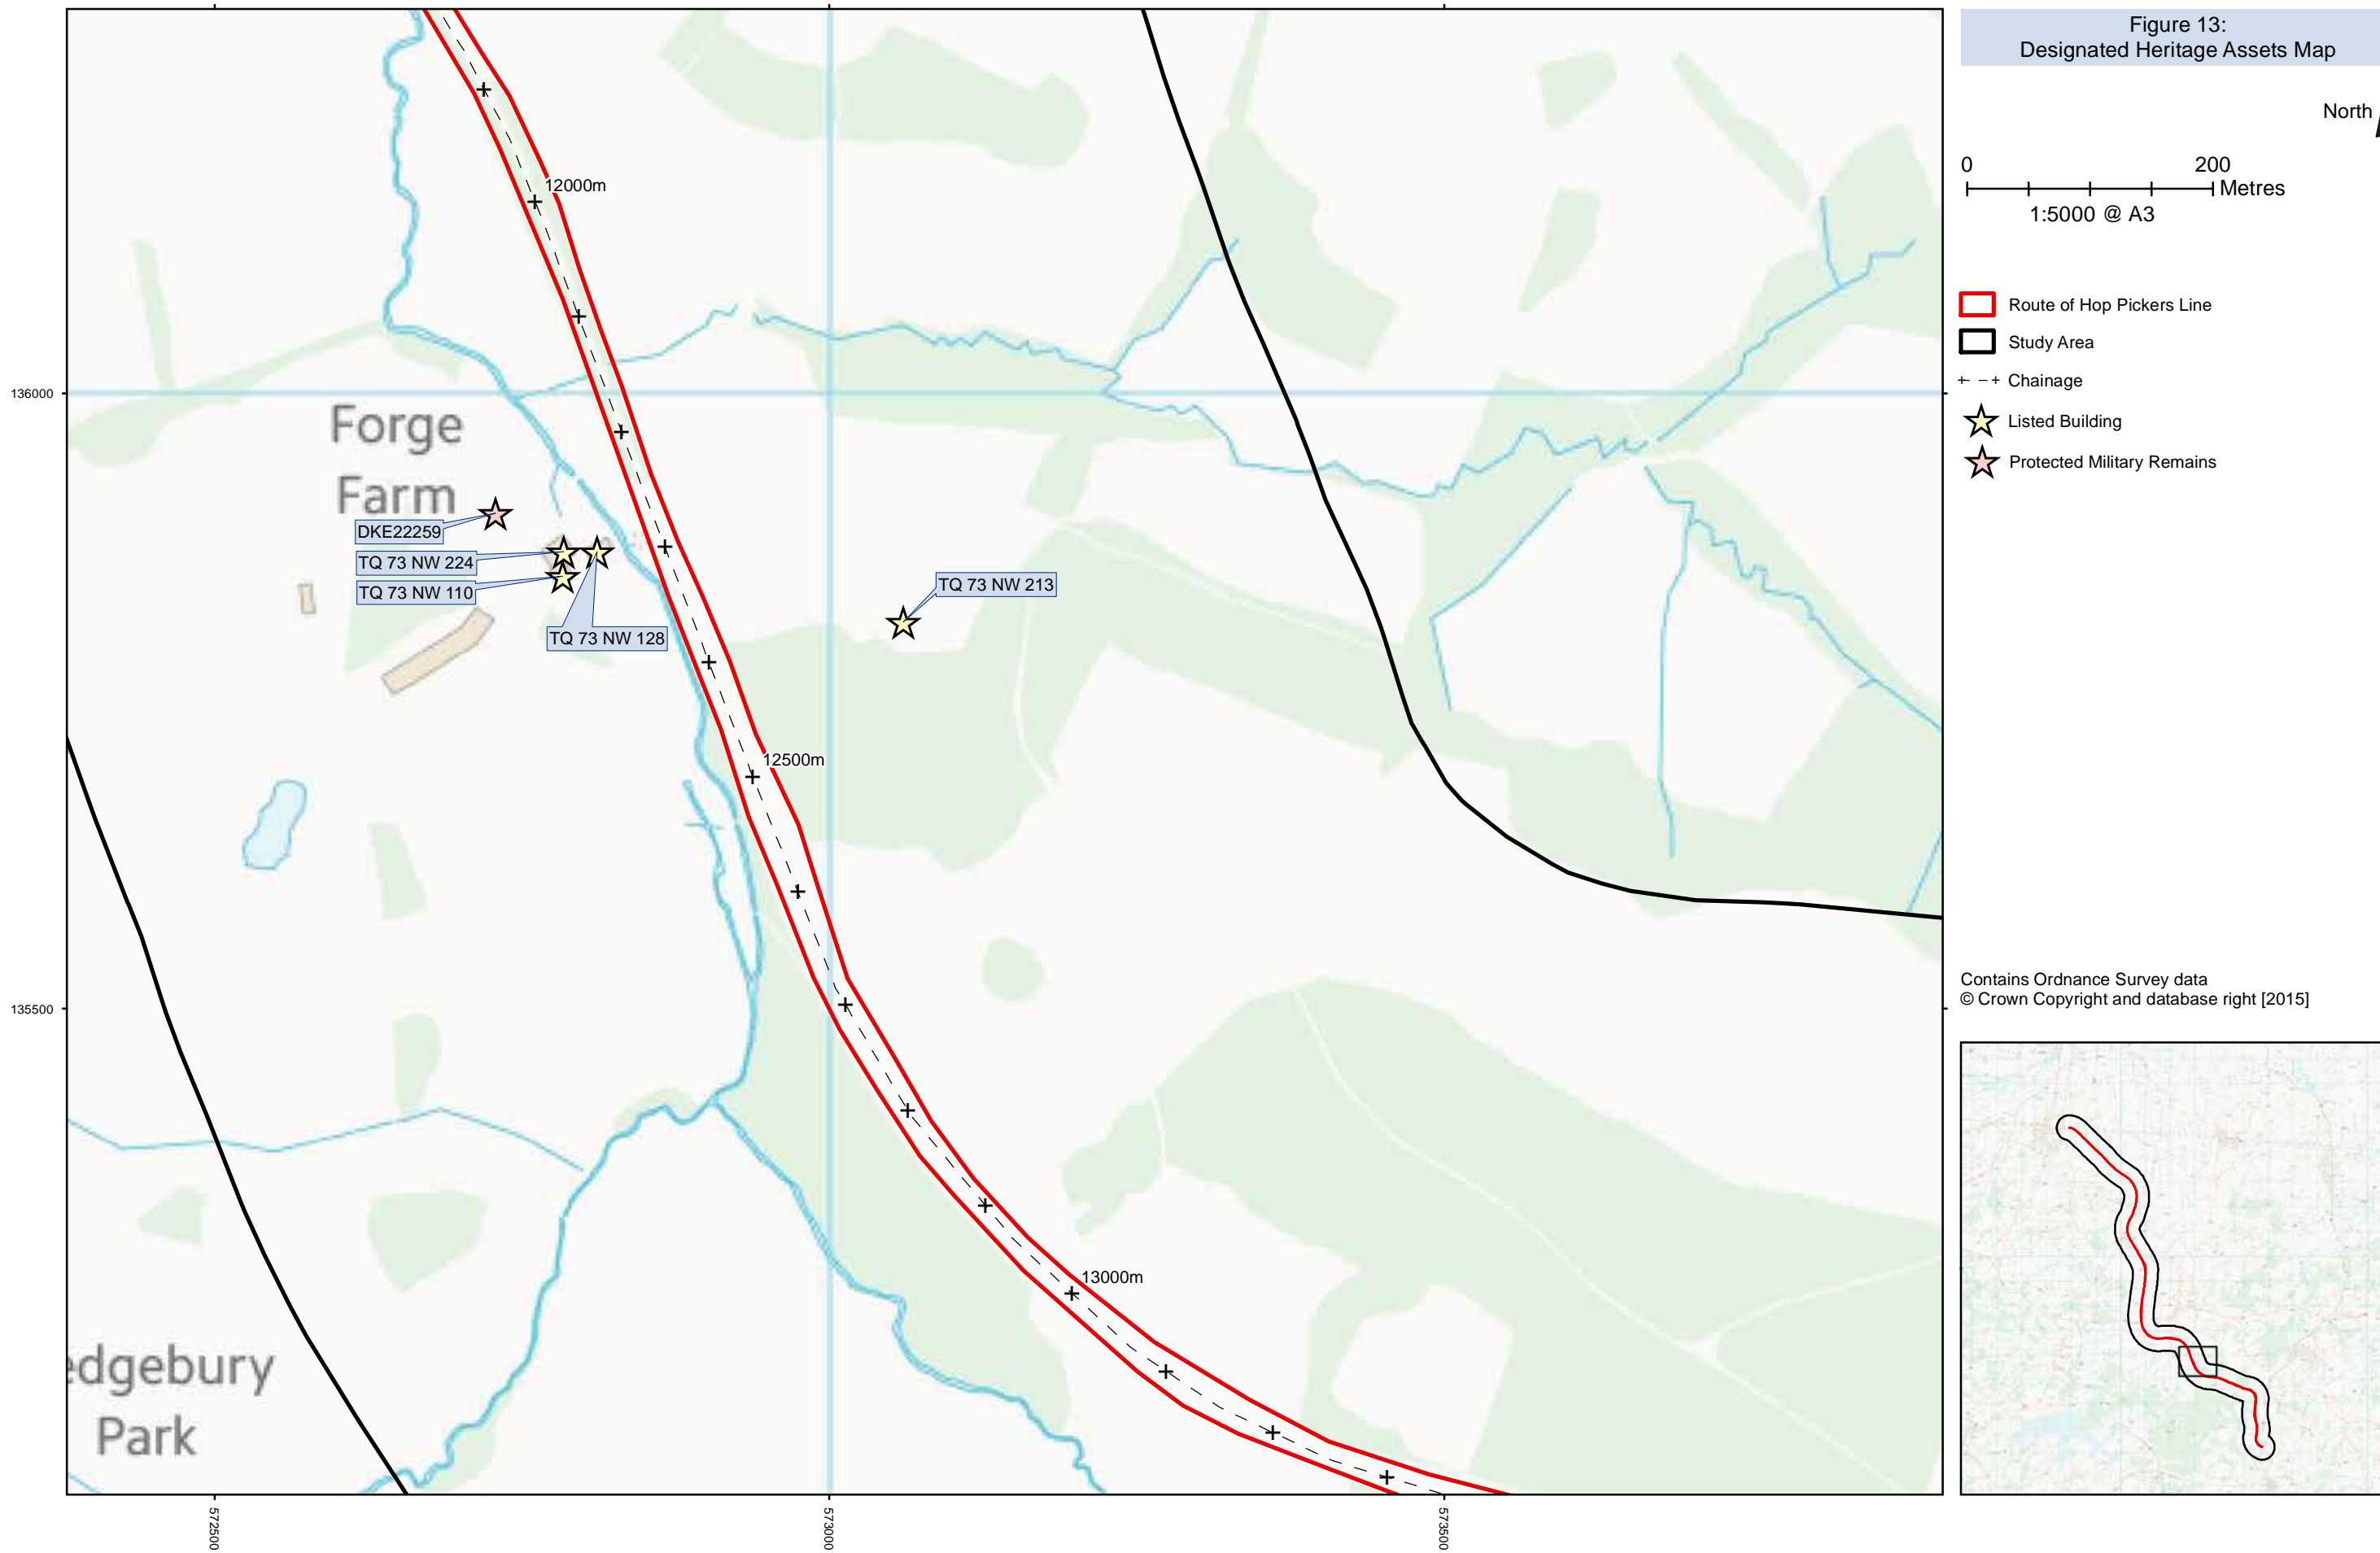 Figure 13:
Designated Heritage Assets Map
North
0 200
Metres
1:5000 @ A3
Route of Hop Pickers Line
Study Area
Chainage
Listed Building
Protected Military Remains
Contains Ordnance Survey data
© Crown Copyright and database right [2015]
12000m
136000
Forge
Farm
DKE22259
TQ 73 NW 224
TQ 73 NW 110
TQ 73 NW 128
TQ 73 NW 213
12500m
135500
13000m
edgebury
Park
572500
573000
573500